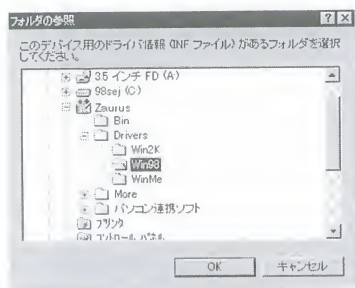 フォルダの参照
このデバイス用のドライバ情報 (INF ファイル) があるフォルダを選択
してください。
3.5 インチ FD (A)
98sej (C)
Zaurus
Bin
Drivers
Win2K
Win98
WinMe
More
パソコン連携ソフト
プリンタ
コントロール パネル
OK
キャンセル